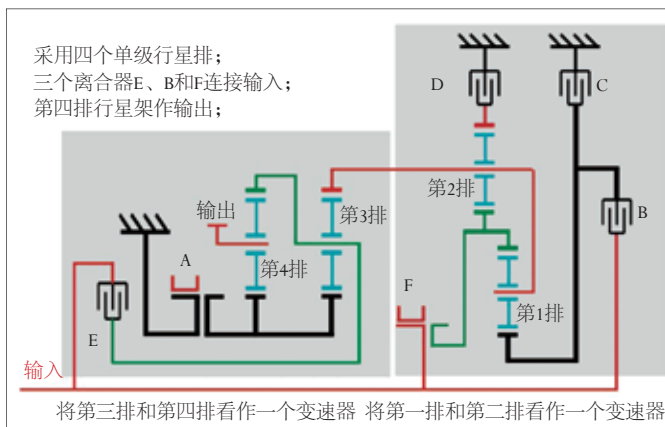 采用四个单级行星排；
三个离合器E、B和F连接输入；
第四排行星架作输出；
D
C
第2排
B
输出
第3排
A
第4排
F
第1排
E
输入
将第三排和第四排看作一个变速器
将第一排和第二排看作一个变速器